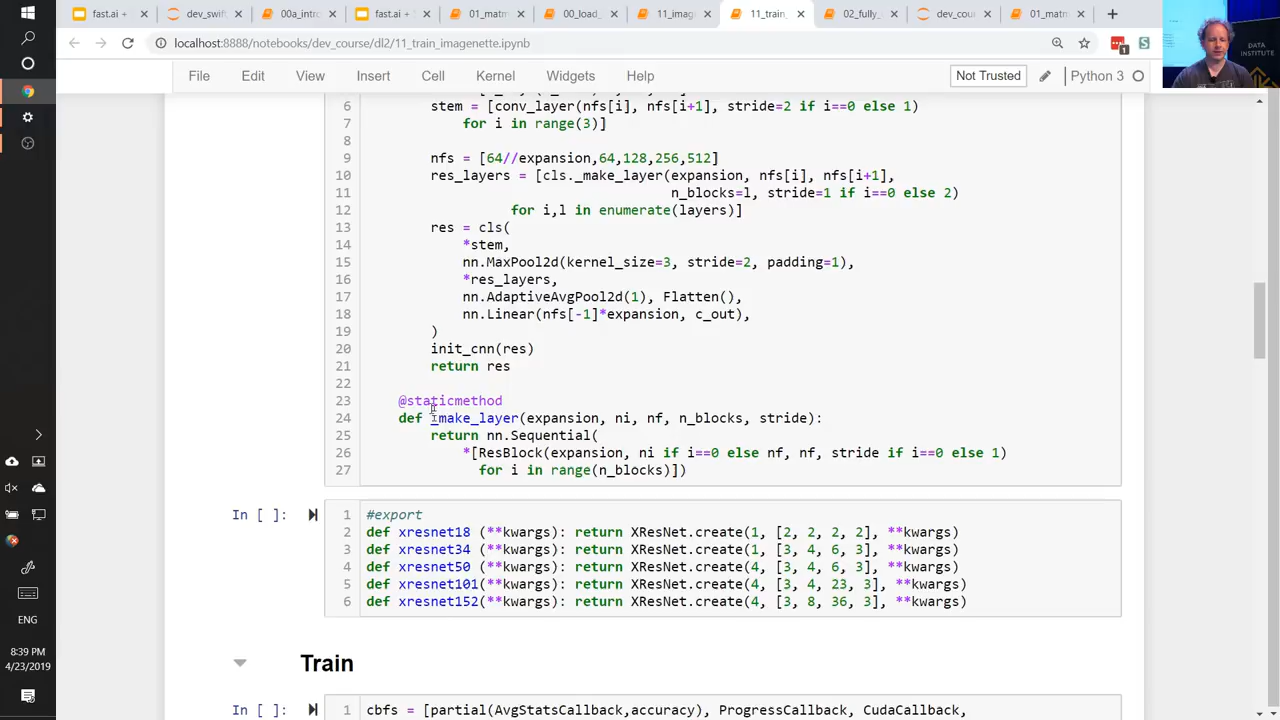 fast.ai
dev_swift
00a_intro
fast.ai + S
01_matm
00_load_
11_imag
11_train_
02_fully_
dev_cou
01_matr
localhost:8888/notebook/dev_course/dl2/11_train_imagenette.ipynb
1
DATA
INSTITUTE
File Edit View Insert Cell Kernel Widgets Help
Not Trusted
Python 3
6 stem = [conv_layer(nfs[i], nfs[i+1], stride=2 if i==0 else 1)
7 for i in range(3)]
8
9 nfs = [64//expansion,64,128,256,512]
10 res_layers = [cls._make_layer(expansion, nfs[i], nfs[i+1],
11 n_blocks=l, stride=1 if i==0 else 2)
12 for i,l in enumerate(layers)]
13 res = cls(
14 *stem,
15 nn.MaxPool2d(kernel_size=3, stride=2, padding=1),
16 *res_layers,
17 nn.AdaptiveAvgPool2d(1), Flatten(),
18 nn.Linear(nfs[-1]*expansion, c_out),
19 )
20 init_cnn(res)
21 return res
22
23 @staticmethod
24 def _make_layer(expansion, ni, nf, n_blocks, stride):
25 return nn.Sequential(
26 *[ResBlock(expansion, ni if i==0 else nf, nf, stride if i==0 else 1)
27 for i in range(n_blocks)])
In [ ]:
1 #export
2 def xresnet18 (**kwargs): return XResNet.create(1, [2, 2, 2, 2], **kwargs)
3 def xresnet34 (**kwargs): return XResNet.create(1, [3, 4, 6, 3], **kwargs)
4 def xresnet50 (**kwargs): return XResNet.create(4, [3, 4, 6, 3], **kwargs)
5 def xresnet101(**kwargs): return XResNet.create(4, [3, 4, 23, 3], **kwargs)
6 def xresnet152(**kwargs): return XResNet.create(4, [3, 8, 36, 3], **kwargs)
Train
In [ ]:
1 cbfs = [partial(AvgStatsCallback,accuracy), ProgressCallback, CudaCallback,
ENG
8:39 PM
4/23/2019